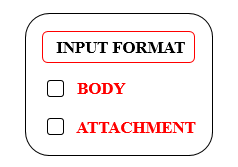 INPUT FORMAT
BODY
ATTACHMENT